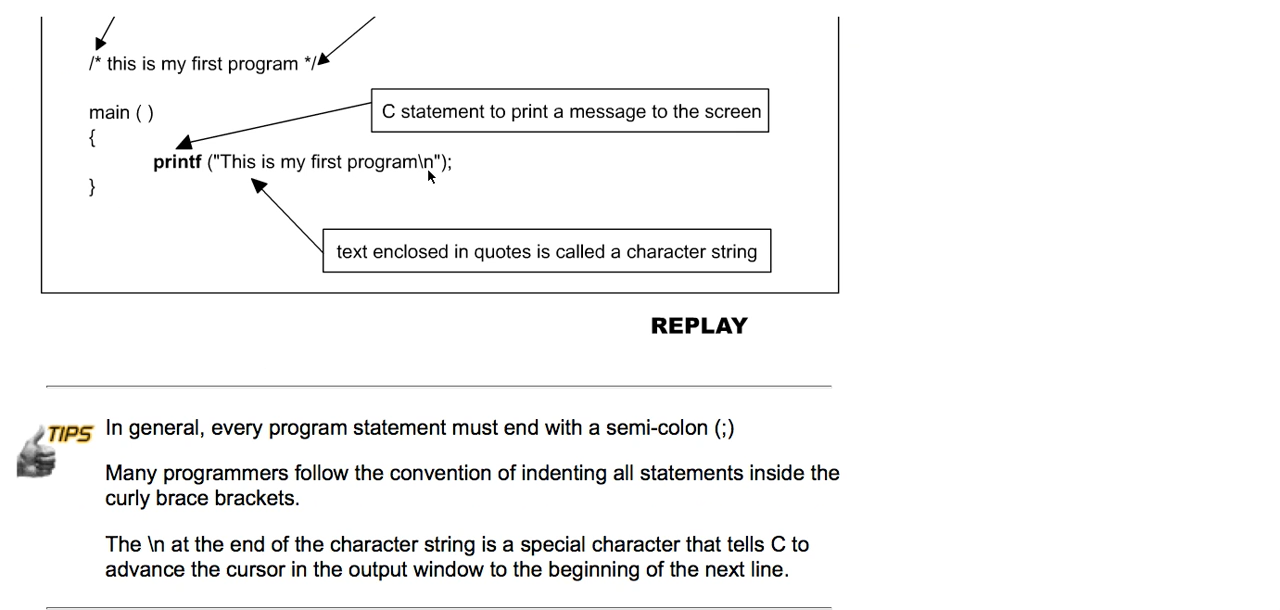 /* this is my first program */
main ( )
C statement to print a message to the screen
{
printf ("This is my first program\n");
}
text enclosed in quotes is called a character string
REPLAY
TIPS In general, every program statement must end with a semi-colon (;)
Many programmers follow the convention of indenting all statements inside the
curly brace brackets.
The \n at the end of the character string is a special character that tells C to
advance the cursor in the output window to the beginning of the next line.